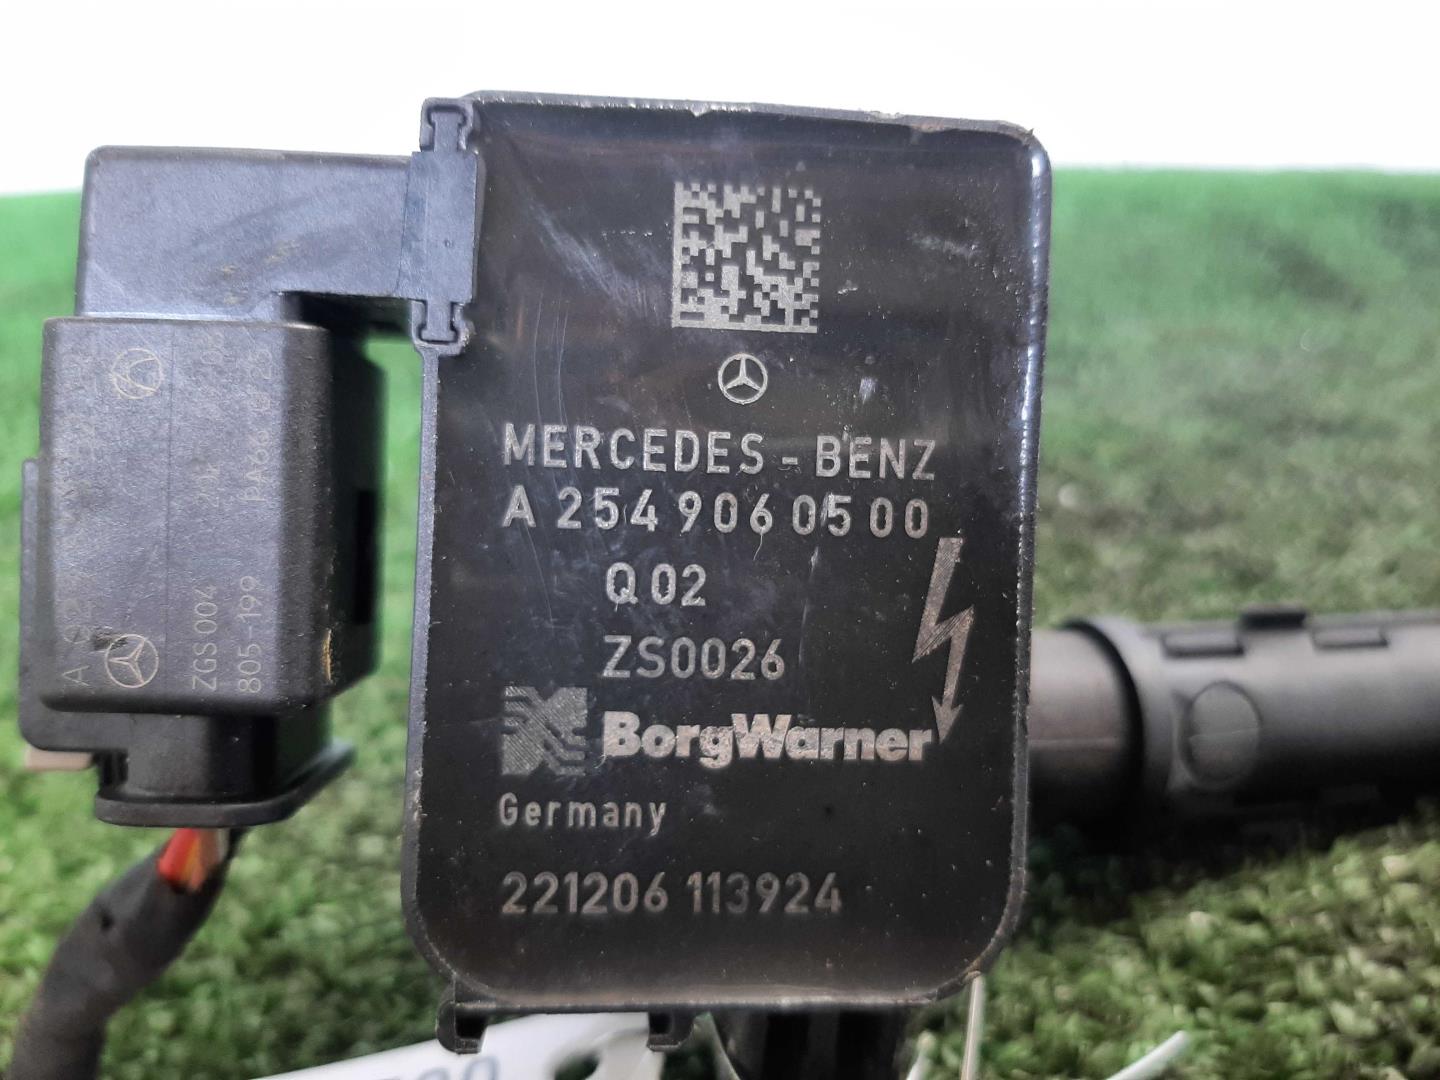 MERCEDES-BENZ
A 254 906 05 00
Q 02
ZS0026
BorgWarner
Germany
221206 113924
ZGS 004
805-199